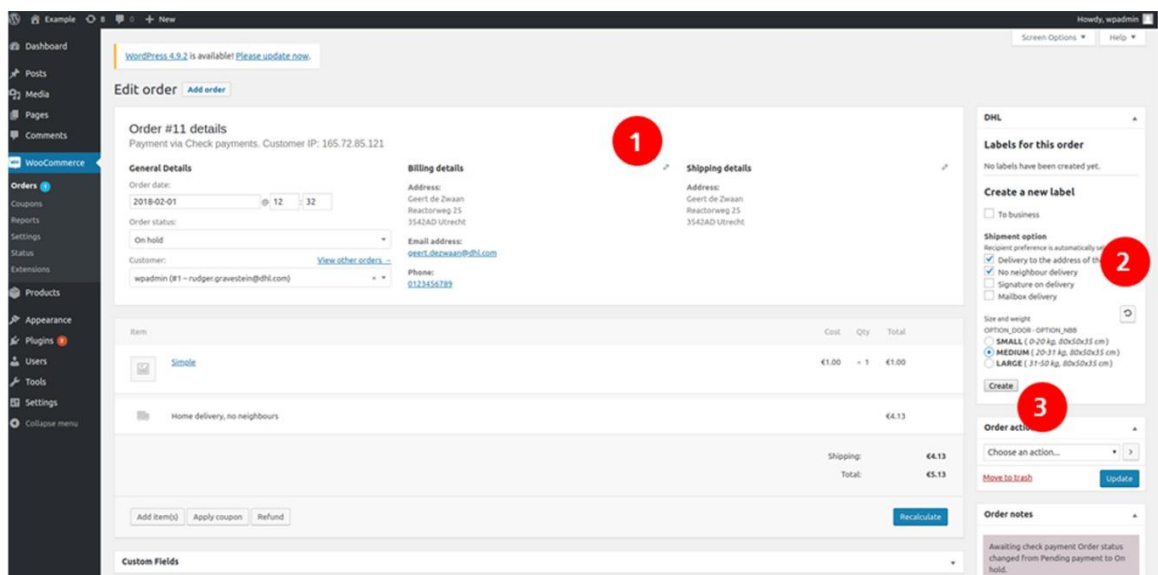 Example 8 0 + New
Howdy, wpadmin
Screen Options ▼ Help ▼
Dashboard
Posts
Media
Pages
Comments
WooCommerce
Orders 1
Coupons
Reports
Settings
Status
Extensions
Products
Appearance
Plugins
Users
Tools
Settings
Collapse menu
WordPress 4.9.2 is available! Please update now.
Edit order Add order
Order #11 details
Payment via Check payments. Customer IP: 165.72.85.121
1
General Details
Order date:
2018-02-01 @ 12 : 32
Order status:
On hold
Customer: View other orders →
wpadmin (#1 – rudger.gravestein@dhl.com) ×
Billing details
Address:
Geert de Zwaan
Reactorweg 25
3542AD Utrecht
Email address:
geert.dezwaan@dhl.com
Phone:
0123456789
Shipping details
Address:
Geert de Zwaan
Reactorweg 25
3542AD Utrecht
Item Cost Qty Total
Simple €1.00 × 1 €1.00
Home delivery, no neighbours €4.13
Shipping: €4.13
Total: €5.13
Add item(s) Apply coupon Refund Recalculate
Custom Fields
DHL
Labels for this order
No labels have been created yet.
Create a new label
To business
Shipment option
Recipient preference is automatically
Delivery to the address of
No neighbour delivery
Signature on delivery
Mailbox delivery
2
Size and weight
OPTION_DOOR - OPTION_NBB
SMALL ( 0-20 kg, 80x50x35 cm )
MEDIUM ( 20-31 kg, 80x50x35 cm )
LARGE ( 31-50 kg, 80x50x35 cm )
Create
3
Order
Choose an action...
Move to trash Update
Order notes
Awaiting check payment Order status
changed from Pending payment to On
hold.